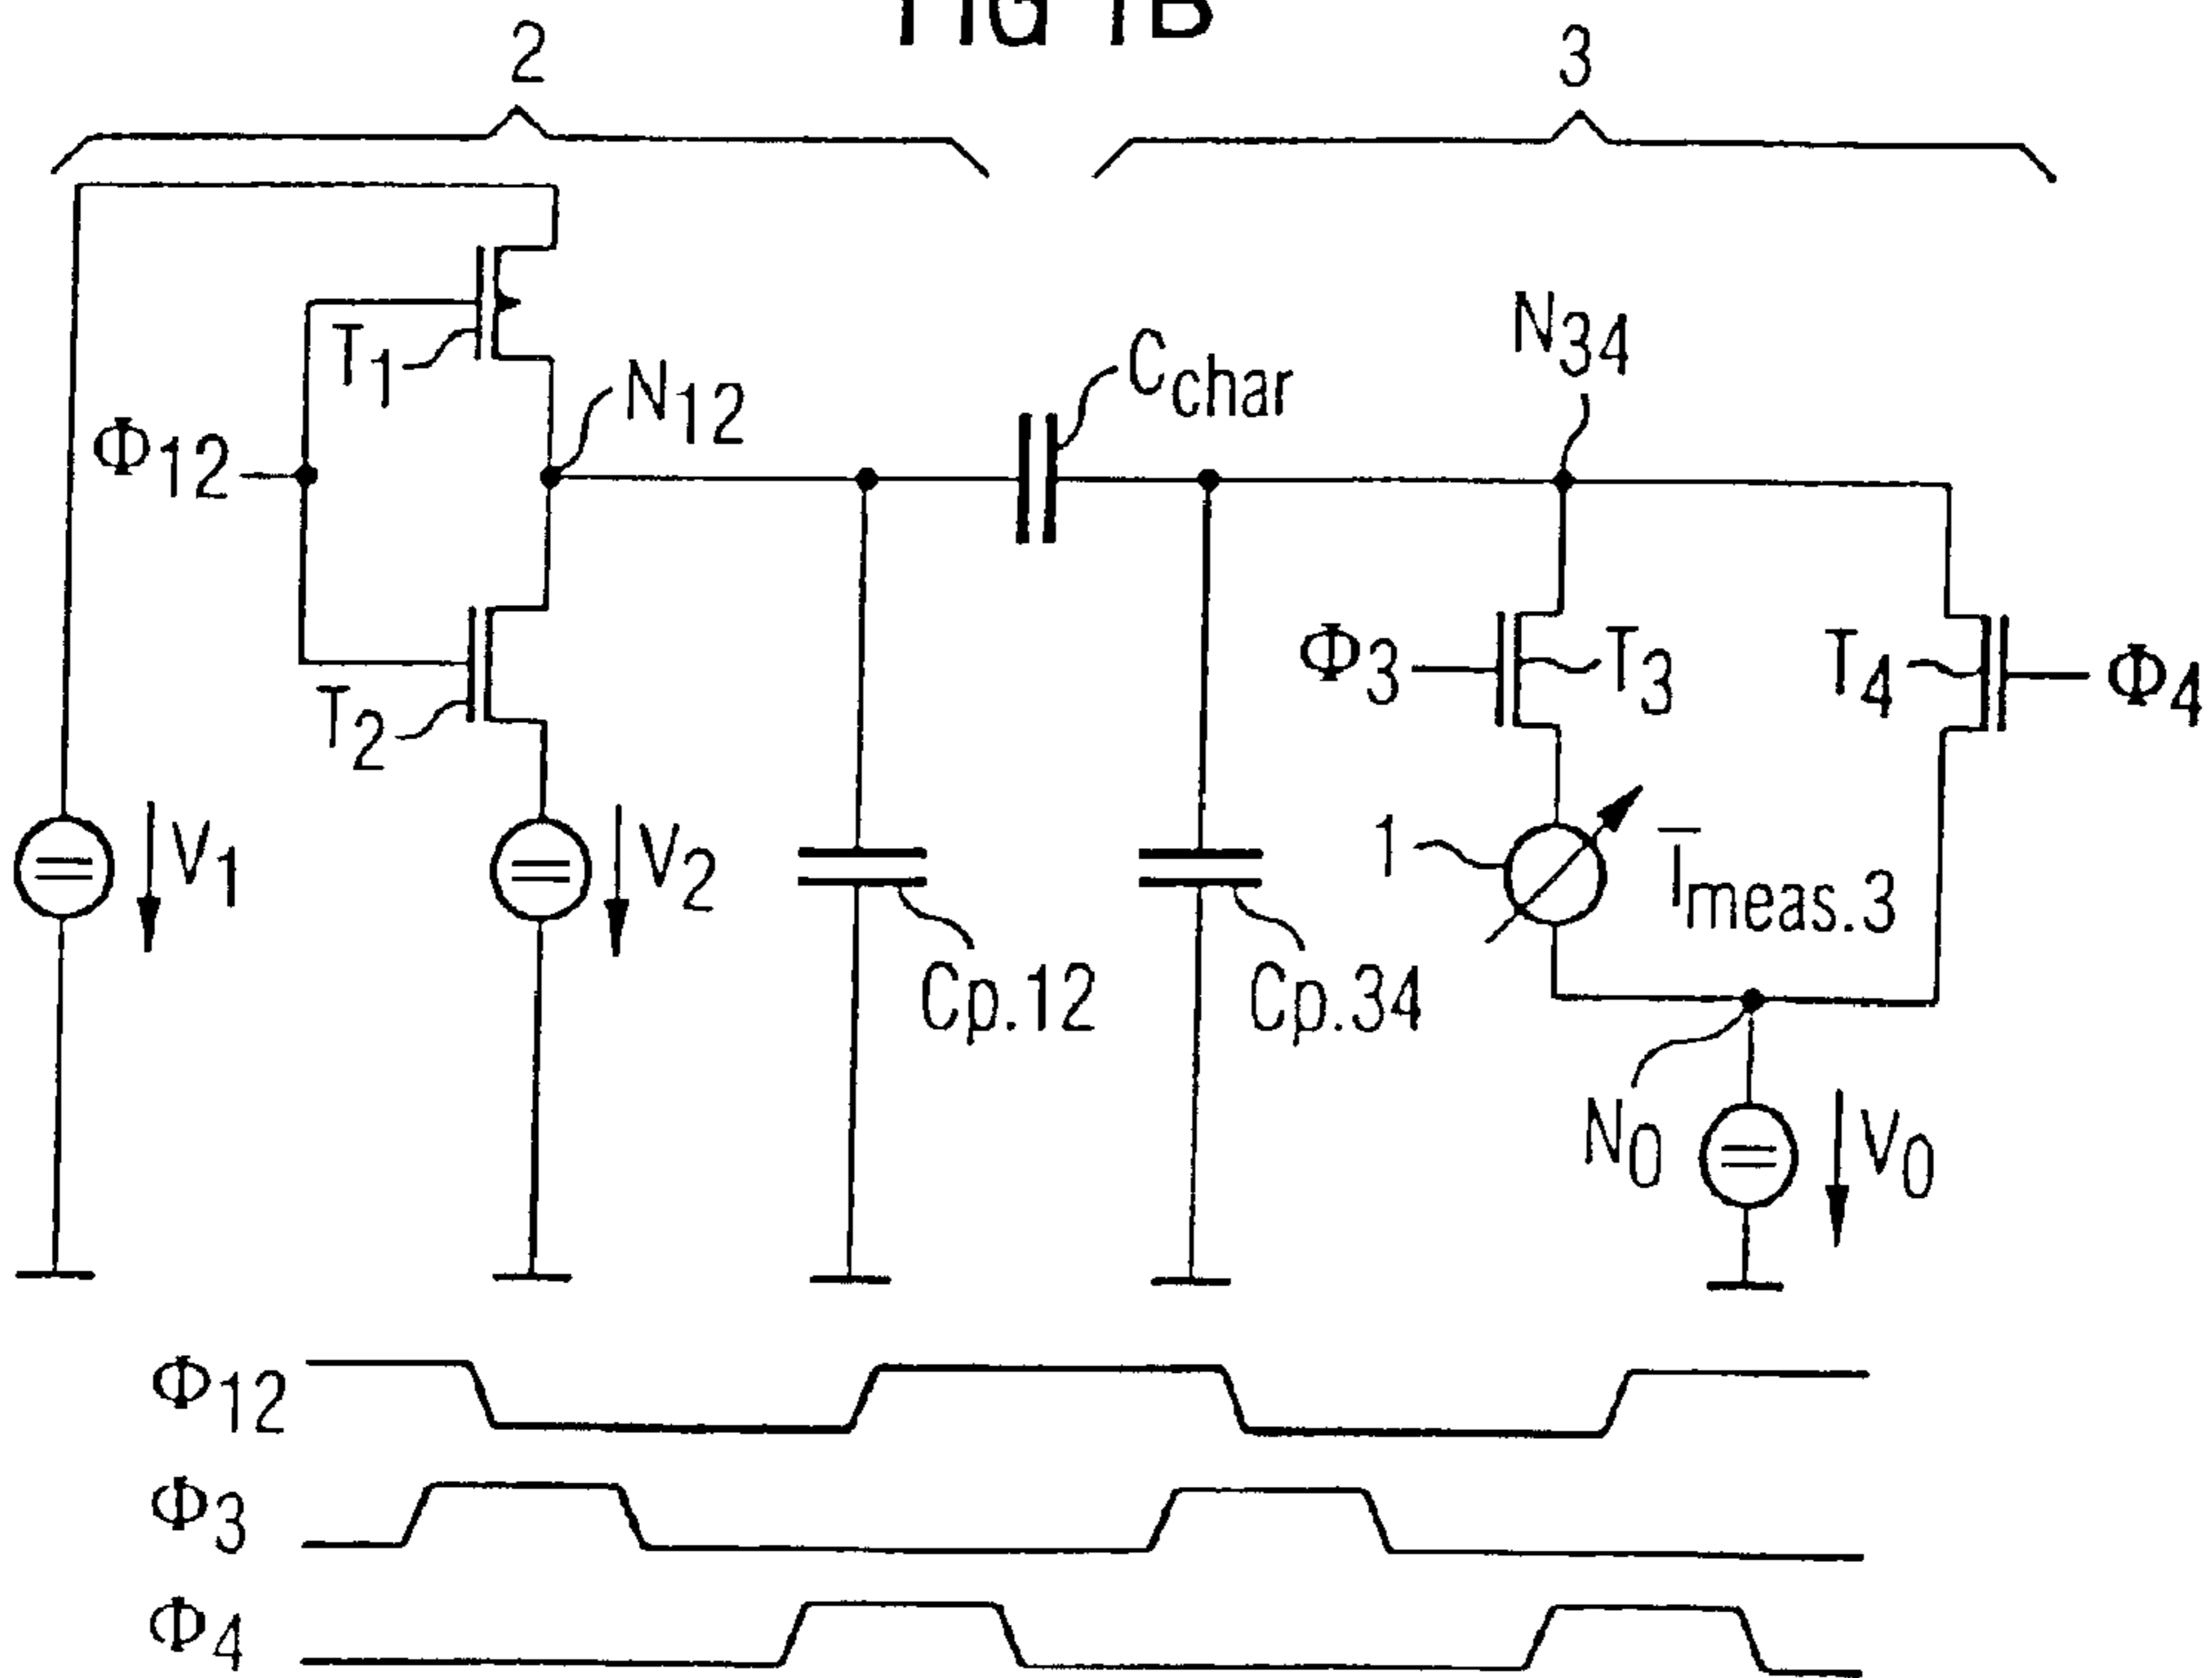 FIG 1B
2
3
T1
N12
Cchar
N34
Φ12
T2
Φ3
T3
T4
Φ4
V1
V2
1
Imeas.3
Cp.12
Cp.34
N0
V0
Φ12
Φ3
Φ4